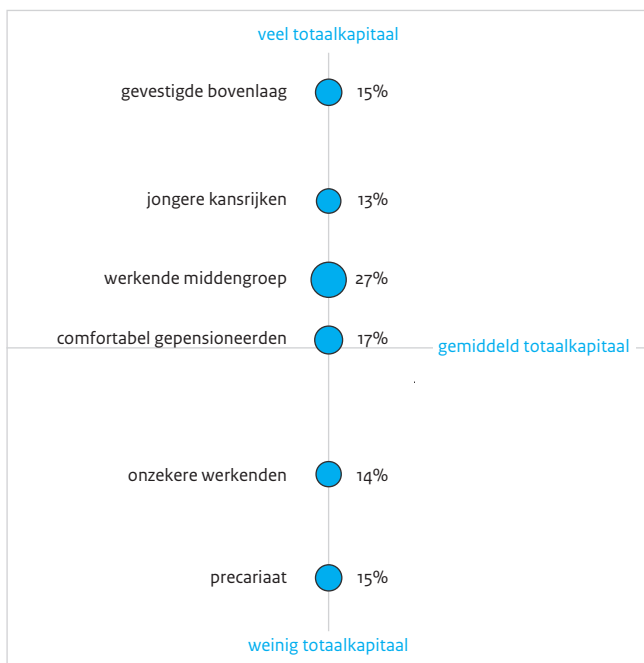 veel totaalkapitaal
gevestigde bovenlaag 15%
jongere kansrijken 13%
werkende middengroep 27%
comfortabel gepensioneerden 17%
gemiddeld totaalkapitaal
onzekere werkenden 14%
precariaat 15%
weinig totaalkapitaal